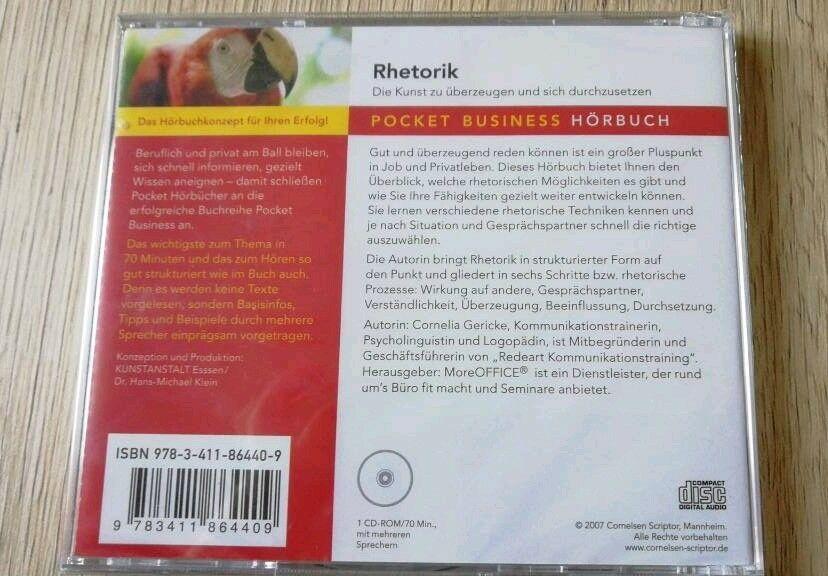 Rhetorik
Die Kunst zu überzeugen und sich durchzusetzen
Das Hörbuchkonzept für Ihren Erfolg!
POCKET BUSINESS HÖRBUCH
Beruflich und privat am Ball bleiben,
sich schnell informieren, gezielt
Wissen aneignen – damit schließen
Pocket Hörbücher an die
erfolgreiche Buchreihe Pocket
Business an.
Das wichtigste zum Thema in
70 Minuten und das zum Hören so
gut strukturiert wie im Buch auch.
Denn es werden keine Texte
vorgelesen, sondern Basisinfos,
Tipps und Beispiele durch mehrere
Sprecher einprägsam vorgetragen.
Konzeption und Produktion:
KUNSTANSTALT Esssen/
Dr. Hans-Michael Klein
ISBN 978-3-411-86440-9
9 783411 864409
Gut und überzeugend reden können ist ein großer Pluspunkt
in Job und Privatleben. Dieses Hörbuch bietet Ihnen den
Überblick, welche rhetorischen Möglichkeiten es gibt und
wie Sie Ihre Fähigkeiten gezielt weiter entwickeln können.
Sie lernen verschiedene rhetorische Techniken kennen und
je nach Situation und Gesprächspartner schnell die richtige
auszuwählen.
Die Autorin bringt Rhetorik in strukturierter Form auf
den Punkt und gliedert in sechs Schritte bzw. rhetorische
Prozesse: Wirkung auf andere, Gesprächspartner,
Verständlichkeit, Überzeugung, Beeinflussung, Durchsetzung.
Autorin: Cornelia Gericke, Kommunikationstrainerin,
Psycholinguistin und Logopädin, ist Mitbegründerin und
Geschäftsführerin von „Redeart Kommunikationstraining“.
Herausgeber: MoreOFFICE® ist ein Dienstleister, der rund
um's Büro fit macht und Seminare anbietet.
1 CD-ROM/70 Min.,
mit mehreren
Sprechern
COMPACT
disc
DIGITAL AUDIO
© 2007 Cornelsen Scriptor, Mannheim.
Alle Rechte vorbehalten
www.cornelsen-scriptor.de